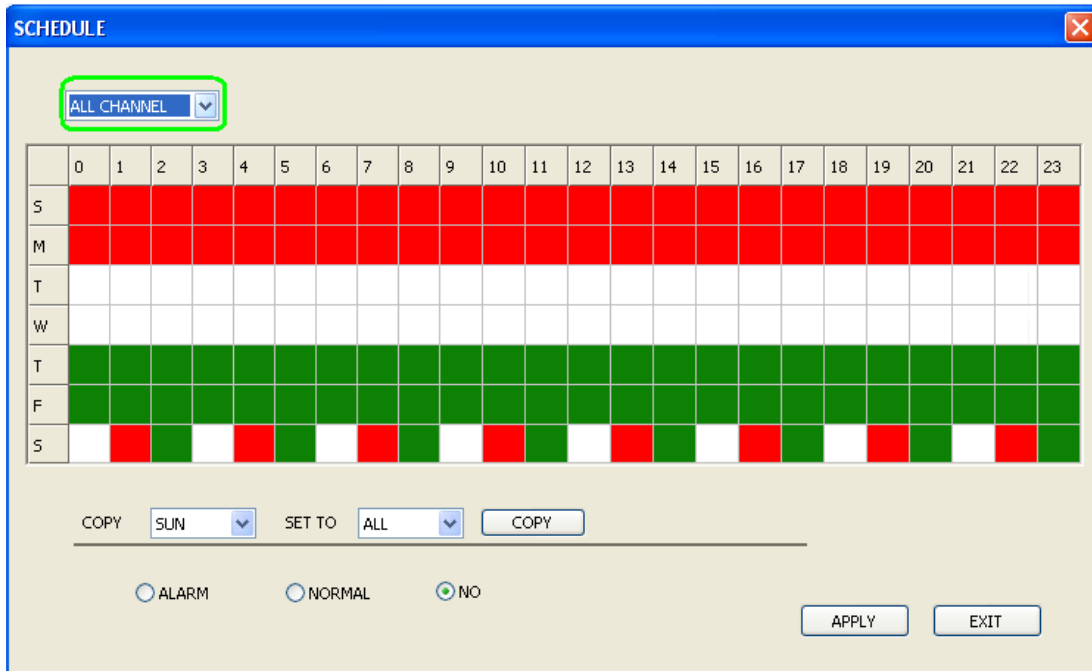 SCHEDULE
ALL CHANNEL
0 1 2 3 4 5 6 7 8 9 10 11 12 13 14 15 16 17 18 19 20 21 22 23
S
M
T
W
T
F
S
COPY SUN SET TO ALL COPY
ALARM NORMAL NO
APPLY EXIT